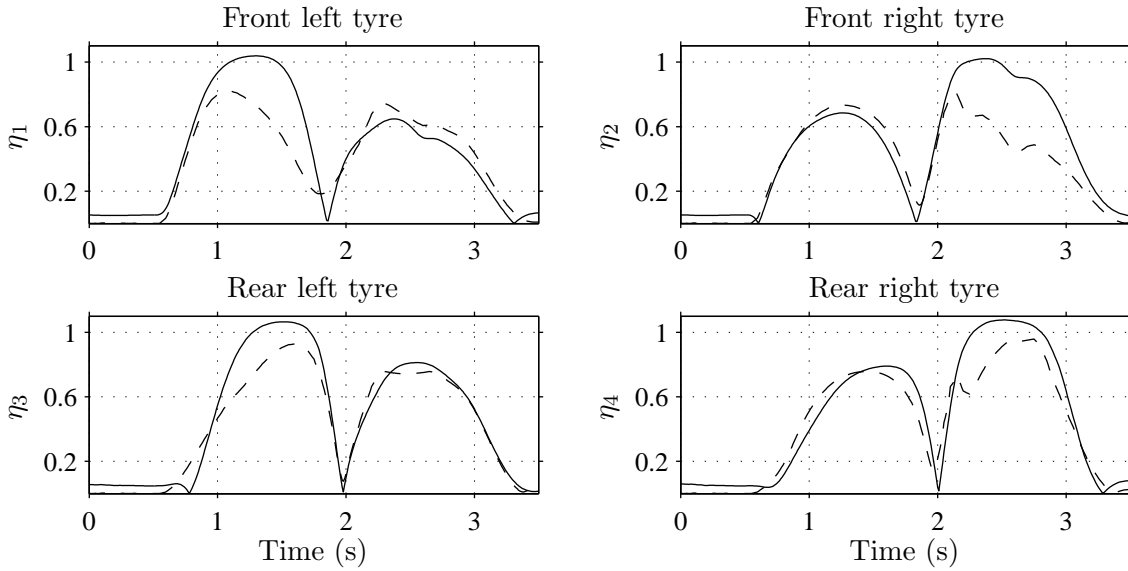 Front left tyre
η1
1
0.6
0.2
0 1 2 3
Front right tyre
η2
1
0.6
0.2
0 1 2 3
Rear left tyre
η3
1
0.6
0.2
0 1 2 3
Time (s)
Rear right tyre
η4
1
0.6
0.2
0 1 2 3
Time (s)